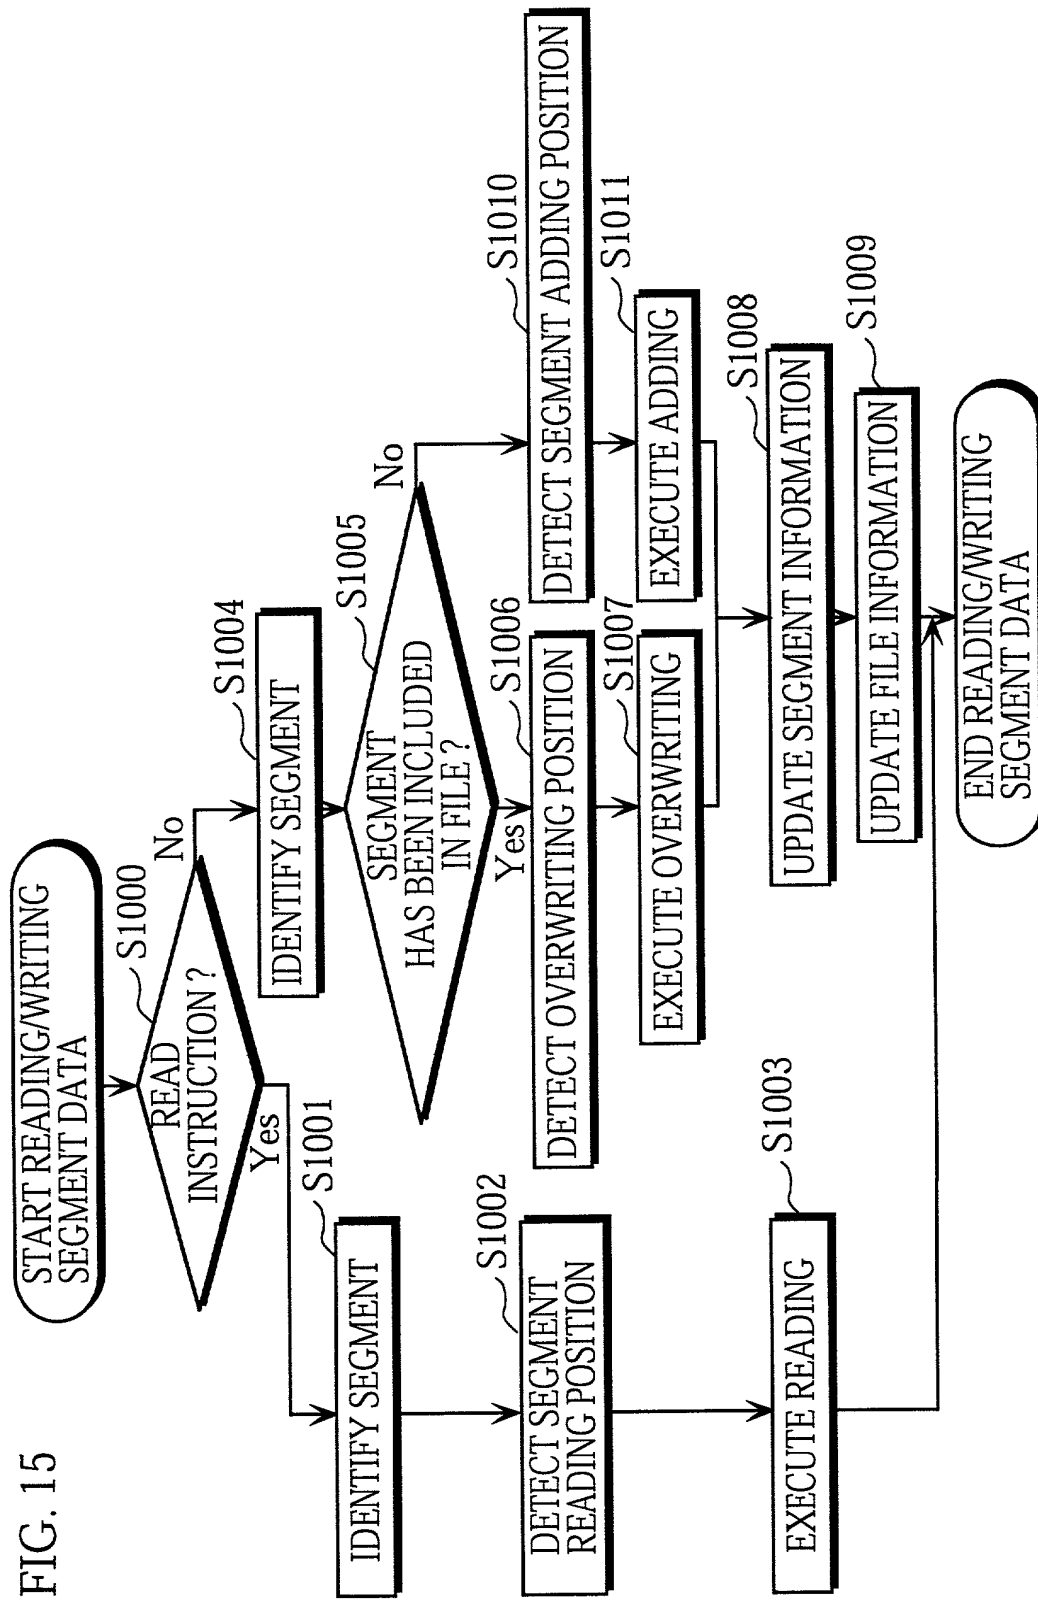 FIG. 15
START READING/WRITING
SEGMENT DATA
S1000
READ
INSTRUCTION ?
No
Yes
S1004
IDENTIFY SEGMENT
S1001
IDENTIFY SEGMENT
S1005
SEGMENT
HAS BEEN INCLUDED
IN FILE?
No
Yes
S1002
DETECT SEGMENT
READING POSITION
S1006
DETECT OVERWRITING POSITION
S1010
DETECT SEGMENT ADDING POSITION
S1007
EXECUTE OVERWRITING
S1011
EXECUTE ADDING
S1003
EXECUTE READING
S1008
UPDATE SEGMENT INFORMATION
S1009
UPDATE FILE INFORMATION
END READING/WRITING
SEGMENT DATA